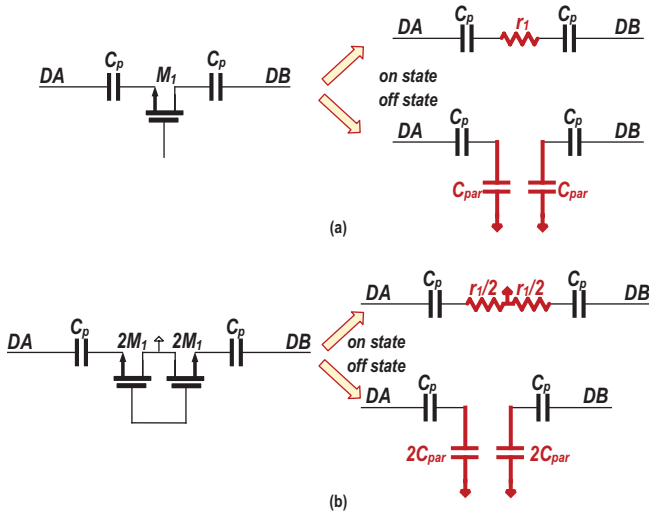 DA Cp M1 Cp DB
DA Cp r1 Cp DB
on state
off state
DA Cp Cp DB
Cpar Cpar
(a)
DA Cp 2M1 2M1 Cp DB
DA Cp r1/2 r1/2 Cp DB
on state
off state
DA Cp Cp DB
2Cpar 2Cpar
(b)